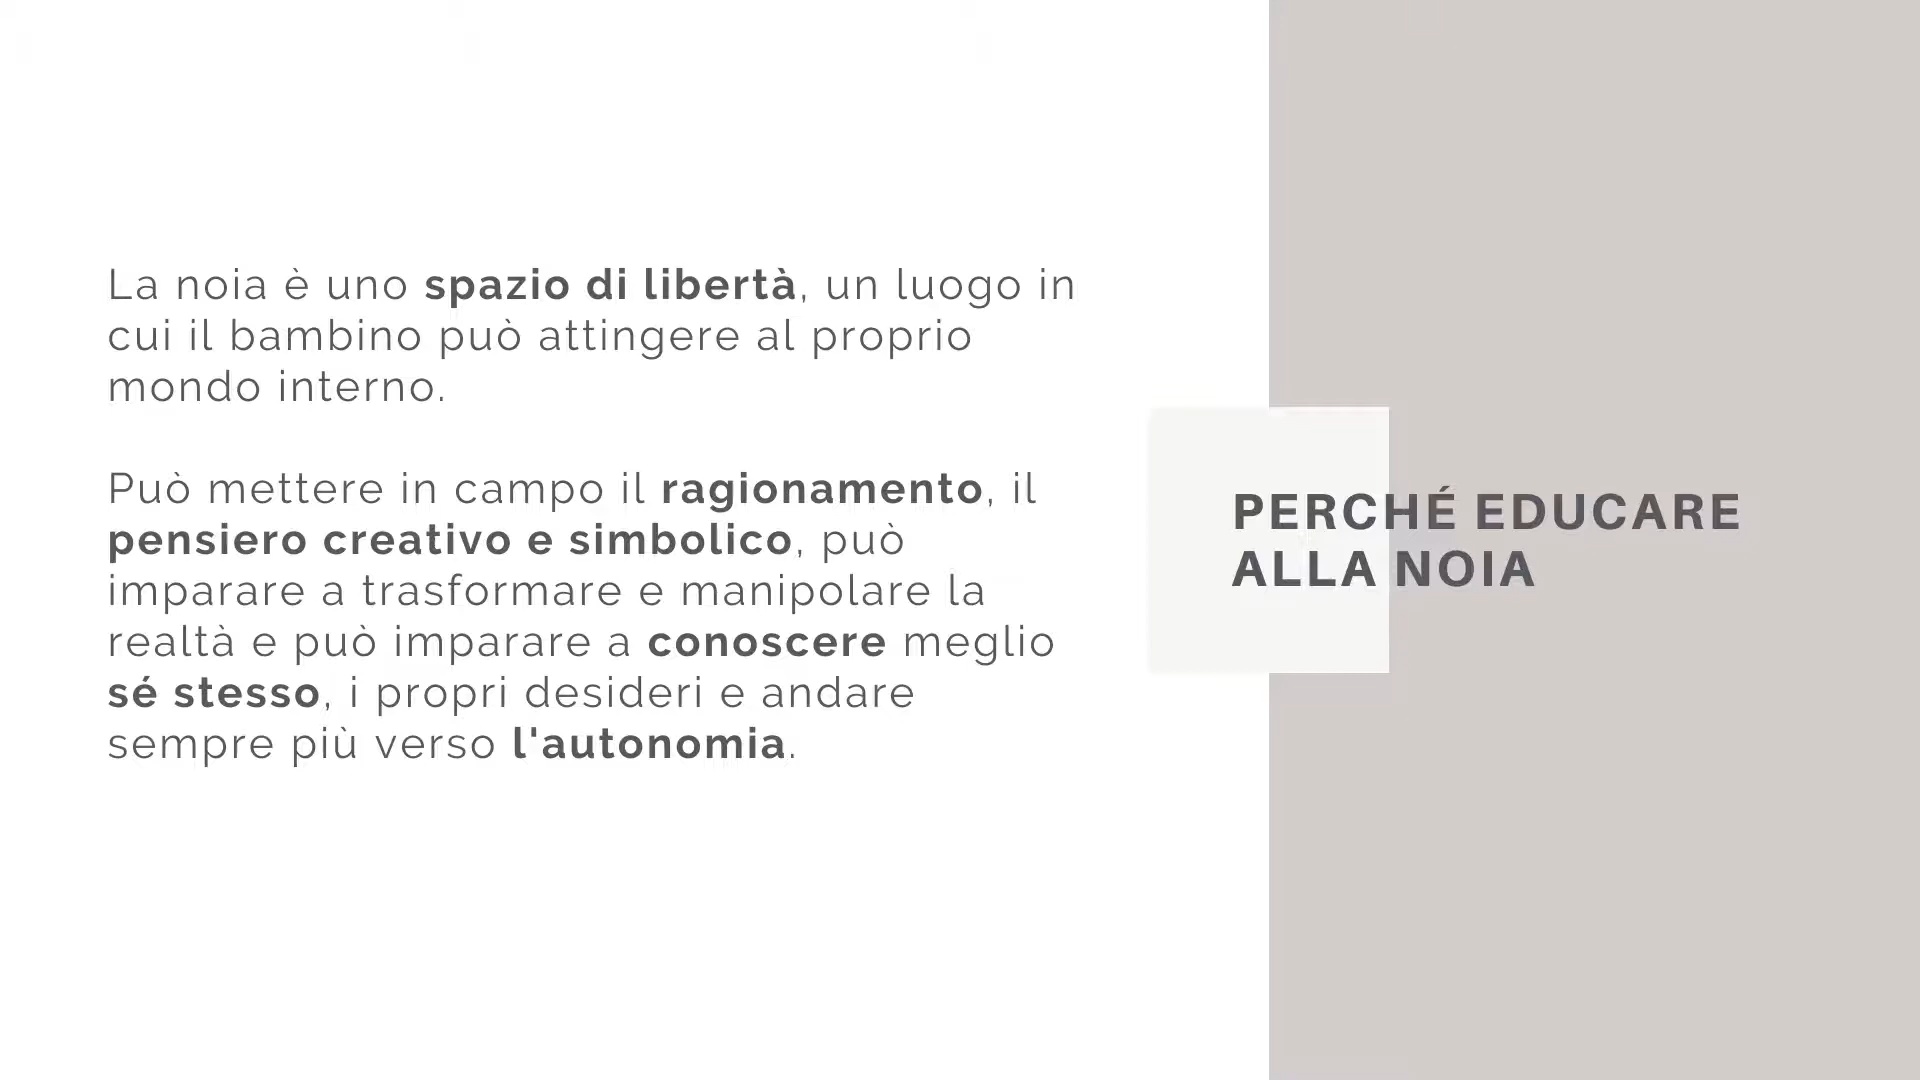 La noia è uno spazio di libertà, un luogo in
cui il bambino può attingere al proprio
mondo interno.
Può mettere in campo il ragionamento, il
pensiero creativo e simbolico, può
imparare a trasformare e manipolare la
realtà e può imparare a conoscere meglio
sé stesso, i propri desideri e andare
sempre più verso l'autonomia.
PERCHÉ EDUCARE
ALLA NOIA